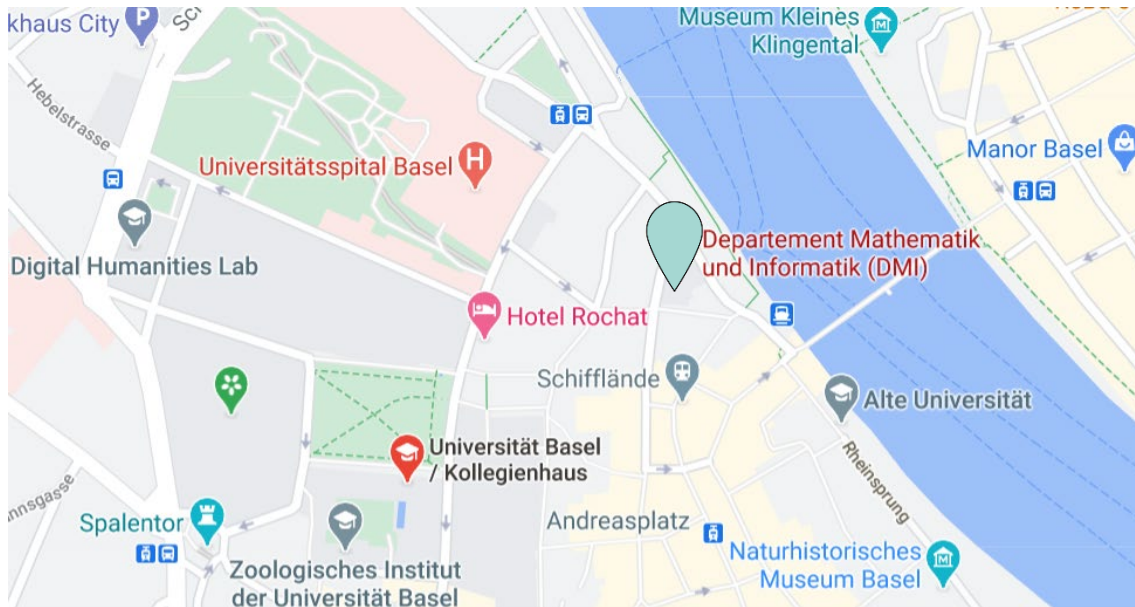 khaus City
P
Museum Kleines
Klingental
Hebelstrasse
Universitätsspital Basel
H
Manor Basel
Digital Humanities Lab
Departement Mathematik
und Informatik (DMI)
Hotel Rochat
Schifflände
Alte Universität
Universität Basel
/ Kollegienhaus
Rheinsprung
nnsgasse
Spalentor
Andreasplatz
Zoologisches Institut
der Universität Basel
Naturhistorisches
Museum Basel